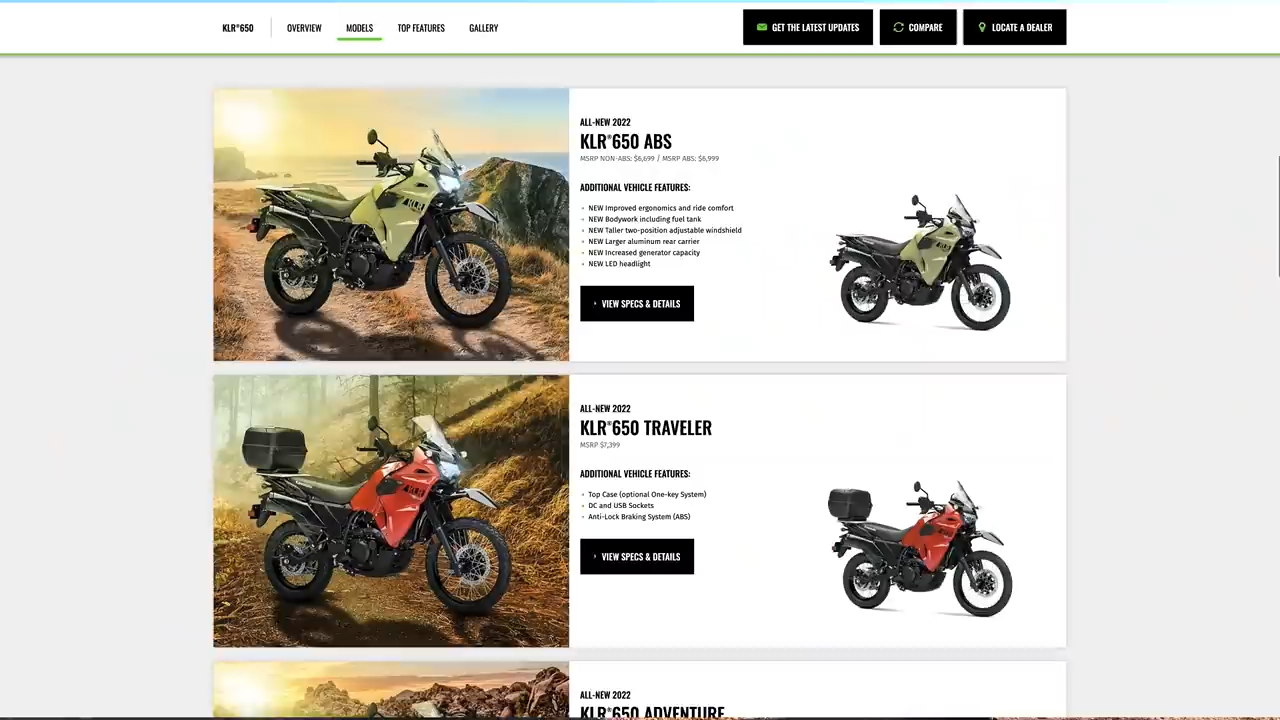 KLR®650
OVERVIEW
MODELS
TOP FEATURES
GALLERY
GET THE LATEST UPDATES
COMPARE
LOCATE A DEALER
ALL-NEW 2022
KLR®650 ABS
MSRP NON-ABS: $6,699 / MSRP ABS: $6,999
ADDITIONAL VEHICLE FEATURES:
NEW Improved ergonomics and ride comfort
NEW Bodywork including fuel tank
NEW Taller two-position adjustable windshield
NEW Larger aluminum rear carrier
NEW Increased generator capacity
NEW LED headlight
VIEW SPECS & DETAILS
ALL-NEW 2022
KLR®650 TRAVELER
MSRP $7,399
ADDITIONAL VEHICLE FEATURES:
Top Case (optional One-key System)
DC and USB Sockets
Anti-Lock Braking System (ABS)
VIEW SPECS & DETAILS
ALL-NEW 2022
KLR®650 ADVENTURE